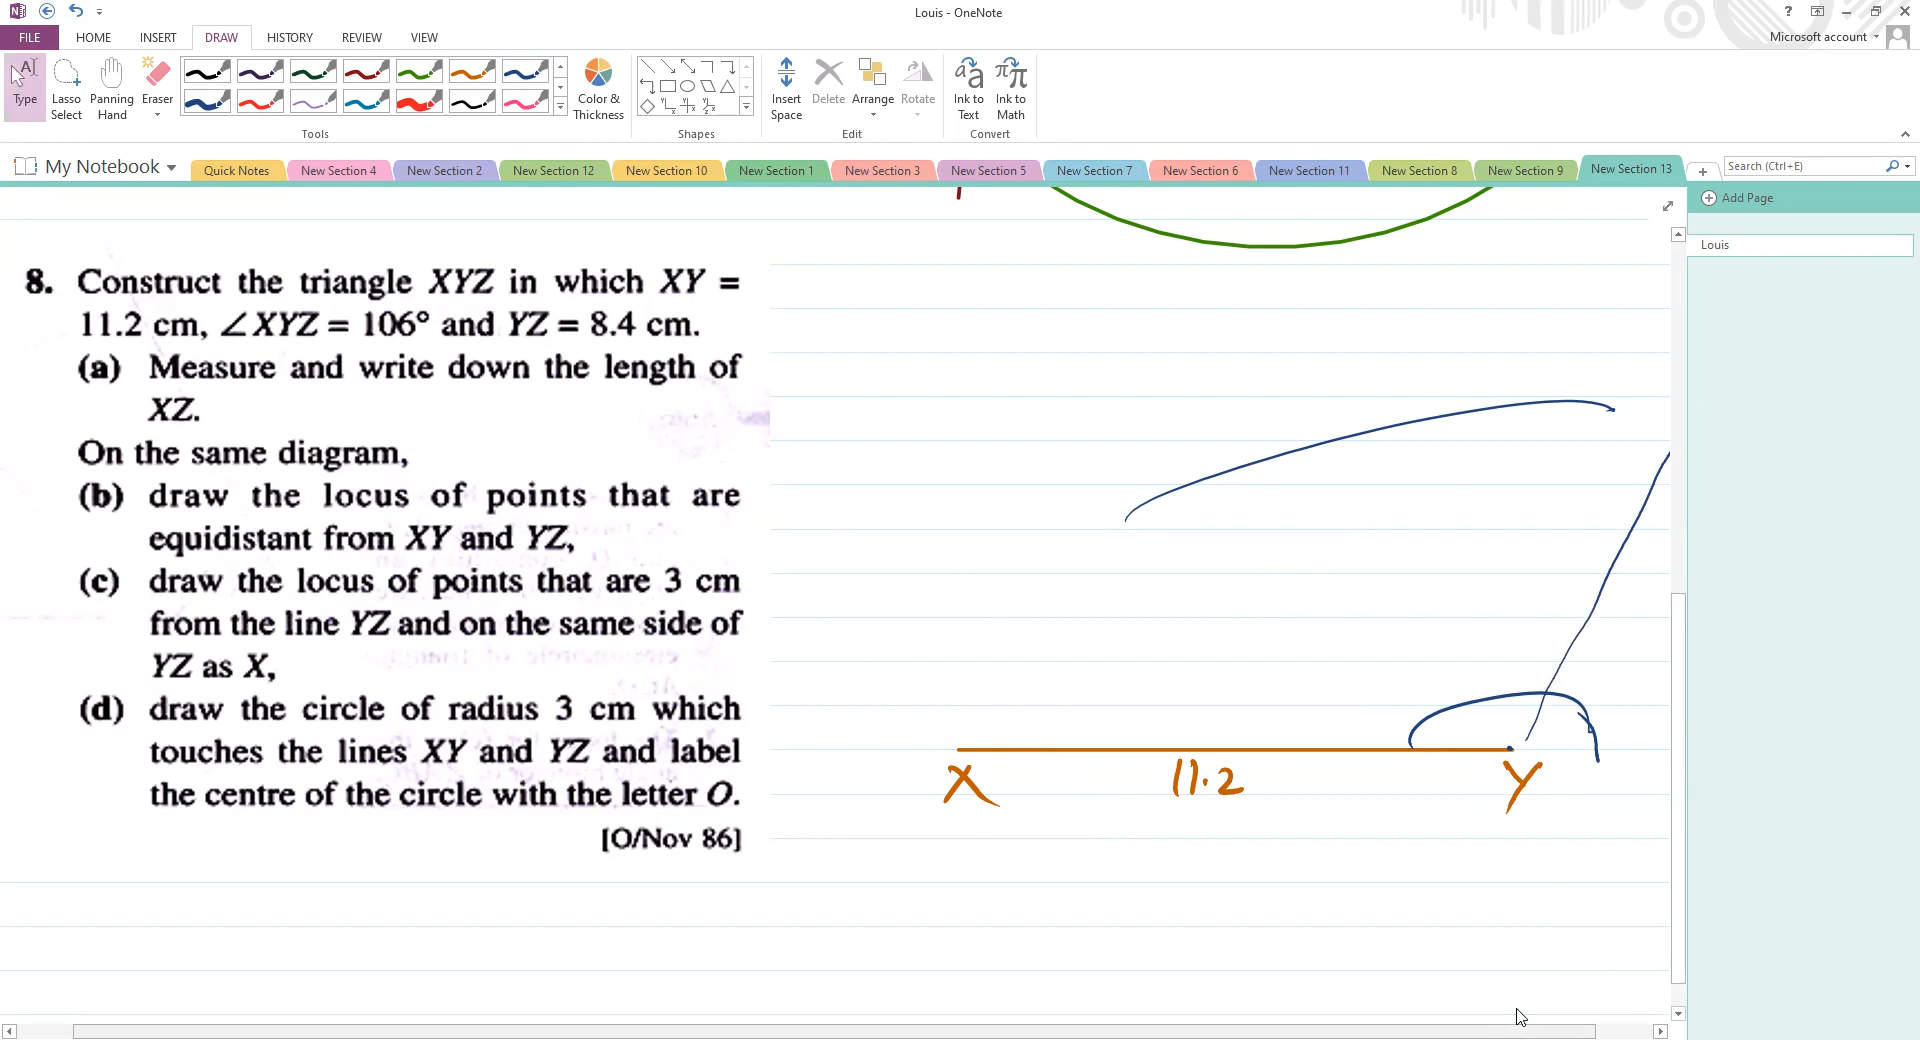 Louis - OneNote
FILE HOME INSERT DRAW HISTORY REVIEW VIEW
Microsoft account
Type
Lasso Select
Panning Hand
Eraser
Color & Thickness
Insert Space
Delete
Arrange
Rotate
Ink to Text
Ink to Math
Tools
Shapes
Edit
Convert
My Notebook
Quick Notes
New Section 4
New Section 2
New Section 12
New Section 10
New Section 1
New Section 3
New Section 5
New Section 7
New Section 6
New Section 11
New Section 8
New Section 9
New Section 13
Search (Ctrl+E)
Add Page
Louis
8. Construct the triangle XYZ in which XY =
11.2 cm, ∠XYZ = 106° and YZ = 8.4 cm.
(a) Measure and write down the length of
XZ.
On the same diagram,
(b) draw the locus of points that are
equidistant from XY and YZ,
(c) draw the locus of points that are 3 cm
from the line YZ and on the same side of
YZ as X,
(d) draw the circle of radius 3 cm which
touches the lines XY and YZ and label
the centre of the circle with the letter O.
[O/Nov 86]
X 11.2 Y